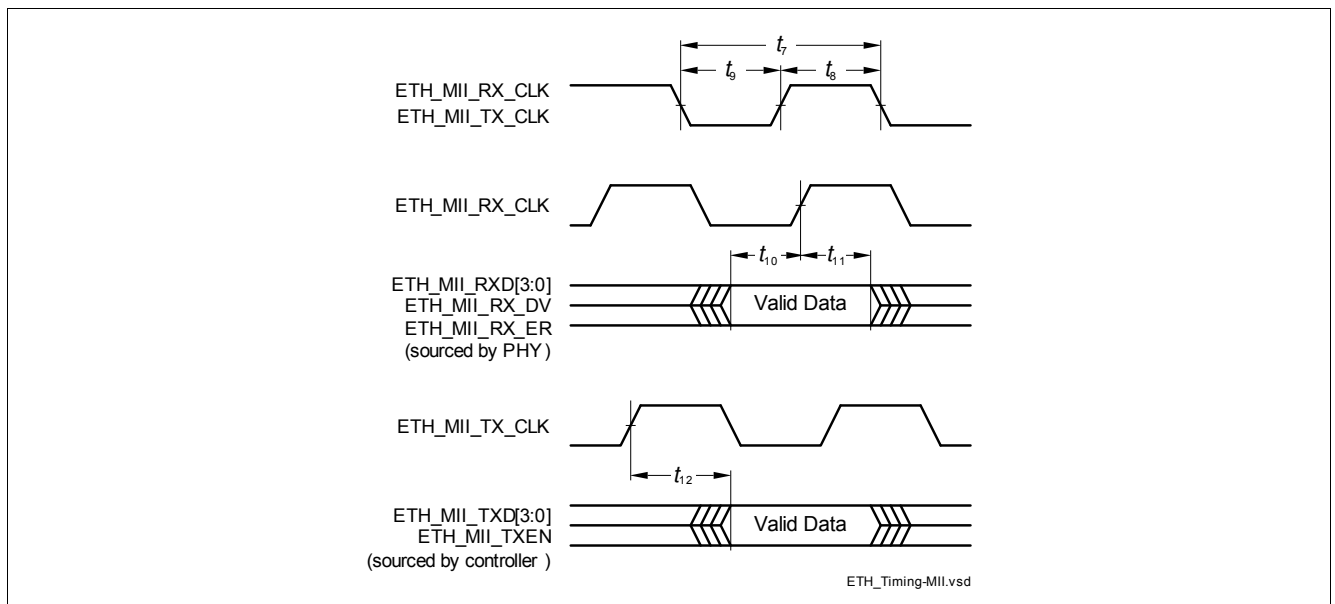 t7
t9 t8
ETH_MII_RX_CLK
ETH_MII_TX_CLK
ETH_MII_RX_CLK
t10 t11
ETH_MII_RXD[3:0]
ETH_MII_RX_DV
Valid Data
ETH_MII_RX_ER
(sourced by PHY )
ETH_MII_TX_CLK
t12
ETH_MII_TXD[3:0]
Valid Data
ETH_MII_TXEN
(sourced by controller )
ETH_Timing-MII.vsd